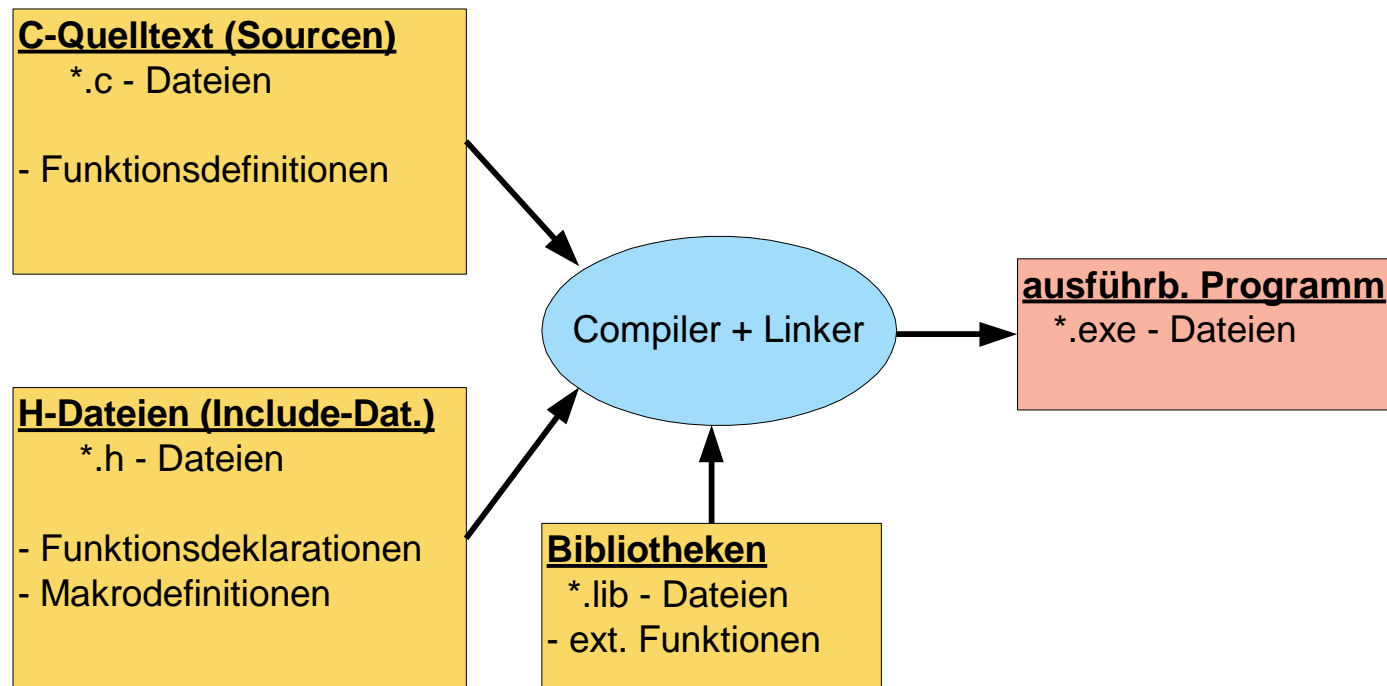 C-Quelltext (Sourcen)
*.c - Dateien
- Funktionsdefinitionen
H-Dateien (Include-Dat.)
*.h - Dateien
- Funktionsdeklarationen
- Makrodefinitionen
Bibliotheken
*.lib - Dateien
- ext. Funktionen
Compiler + Linker
ausführb. Programm
*.exe - Dateien